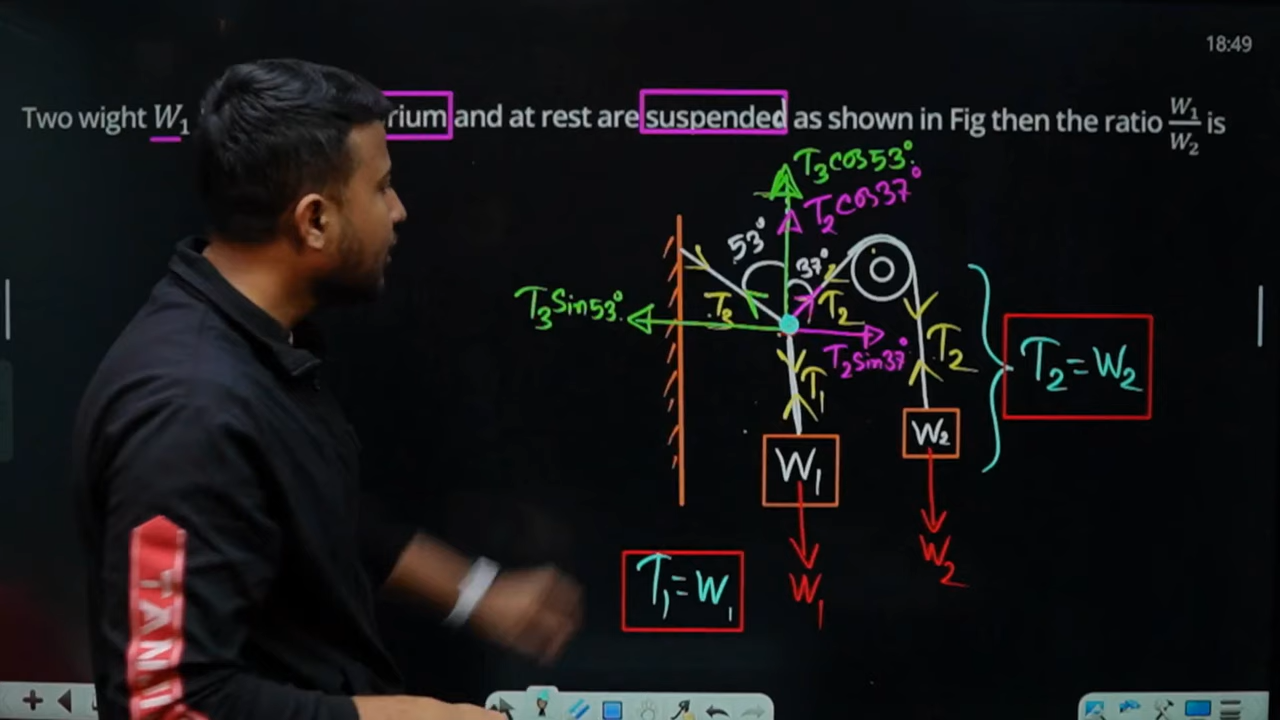 18:49
Two wight W₁ rium and at rest are suspended as shown in Fig then the ratio W₁/W₂ is
T₃cos53°
T₂cos37°
53°
37°
T₃Sin53°
T₃
T₂
T₂sin37°
T₂
T₁
T₂=W₂
W₂
W₁
W₂
T₁=W₁
W₁
TANJI